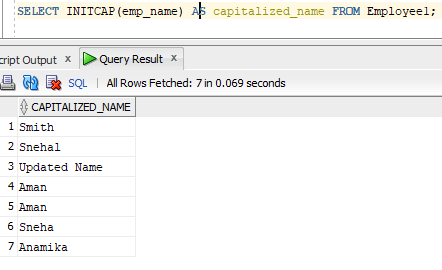 SELECT INITCAP(emp_name) AS capitalized_name FROM Employee1;
cript Output
Query Result
SQL | All Rows Fetched: 7 in 0.069 seconds
CAPITALIZED_NAME
1 Smith
2 Snehal
3 Updated Name
4 Aman
5 Aman
6 Sneha
7 Anamika